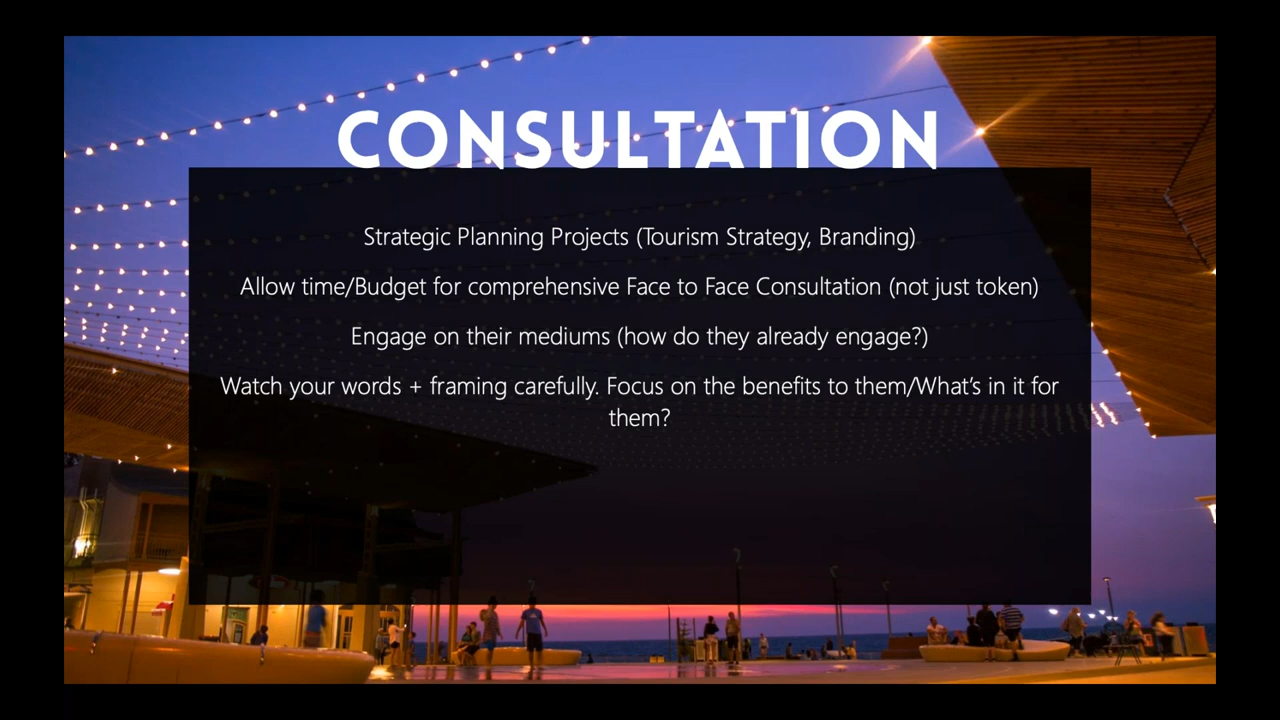 CONSULTATION
Strategic Planning Projects (Tourism Strategy, Branding)
Allow time/Budget for comprehensive Face to Face Consultation (not just token)
Engage on their mediums (how do they already engage?)
Watch your words + framing carefully. Focus on the benefits to them/What's in it for
them?